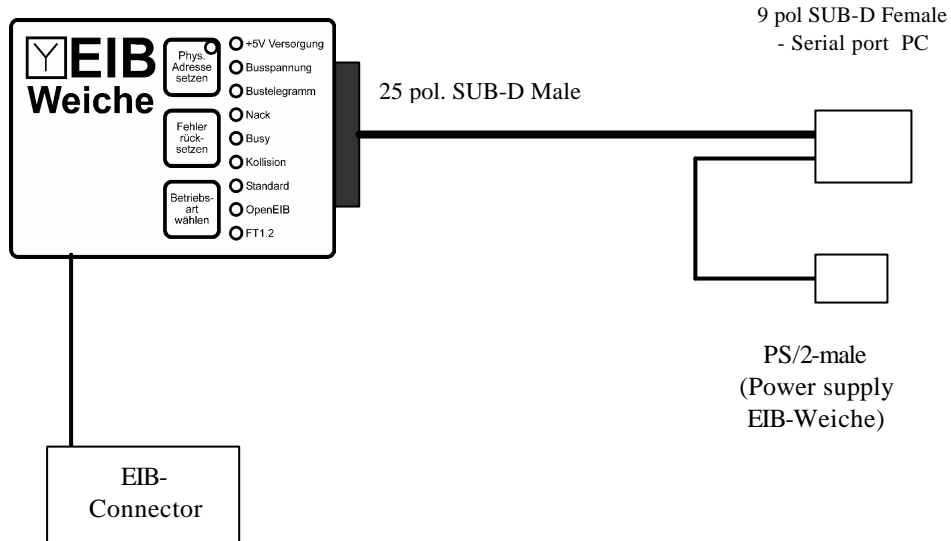 9 pol SUB-D Female
- Serial port PC
EIB
Weiche
Phys.
Adresse
setzen
Fehler
rück-
setzen
Betriebs-
art
wählen
+5V Versorgung
Busspannung
Bustelegramm
Nack
Busy
Kollision
Standard
OpenEIB
FT1.2
25 pol. SUB-D Male
PS/2-male
(Power supply
EIB-Weiche)
EIB-
Connector